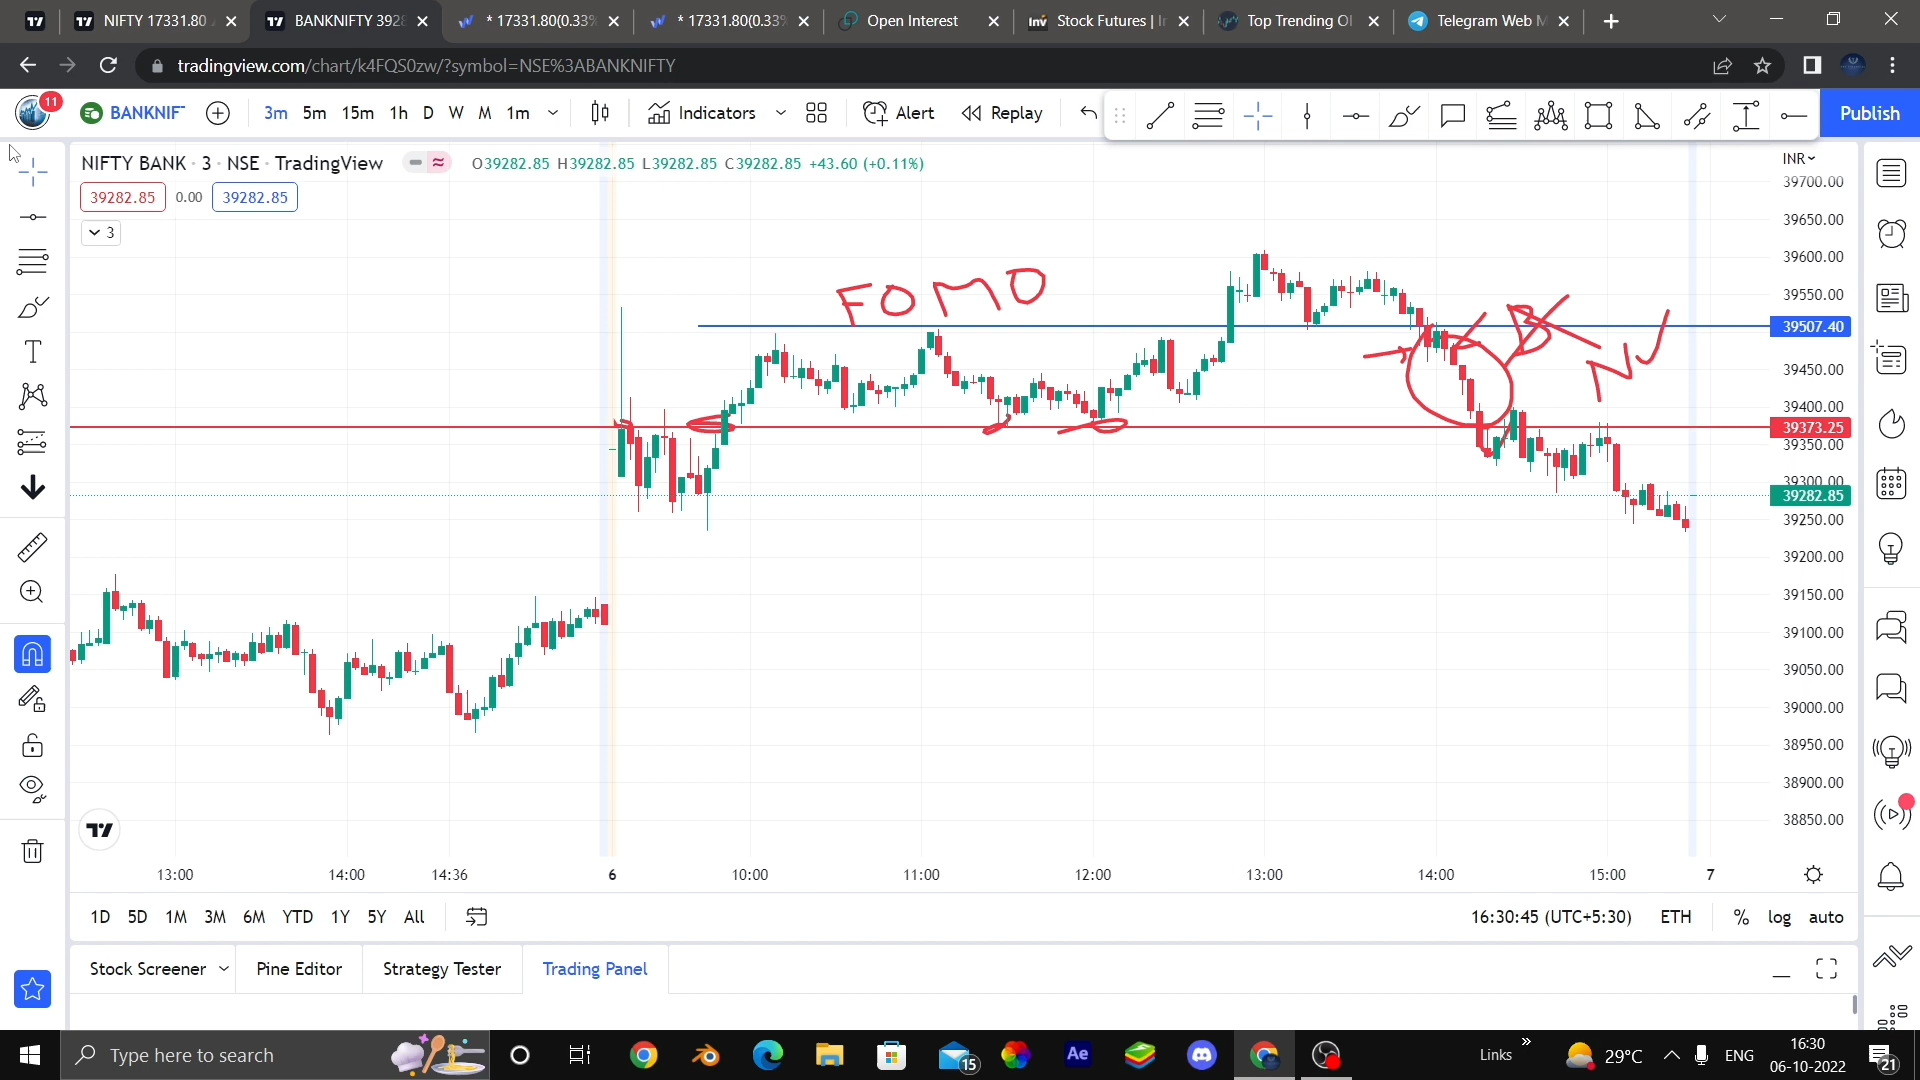 NIFTY 17331.80
BANKNIFTY 3928
* 17331.80(0.33%
* 17331.80(0.33%
Open Interest
Stock Futures | In
Top Trending OI
Telegram Web
tradingview.com/chart/k4FQS0zw/?symbol=NSE%3ABANKNIFTY
11
BANKNIF
3m 5m 15m 1h D W M 1m
Indicators
Alert
Replay
Publish
NIFTY BANK · 3 · NSE · TradingView
O39282.85 H39282.85 L39282.85 C39282.85 +43.60 (+0.11%)
INR
39282.85 0.00 39282.85
3
FOMO
39700.00
39650.00
39600.00
39550.00
39507.40
39450.00
39400.00
39373.25
39350.00
39300.00
39282.85
39250.00
39200.00
39150.00
39100.00
39050.00
39000.00
38950.00
38900.00
38850.00
13:00 14:00 14:36 6 10:00 11:00 12:00 13:00 14:00 15:00 7
1D 5D 1M 3M 6M YTD 1Y 5Y All
16:30:45 (UTC+5:30) ETH % log auto
Stock Screener Pine Editor Strategy Tester Trading Panel
Type here to search
15
Ae
Links
29°C
ENG
16:30
06-10-2022
21